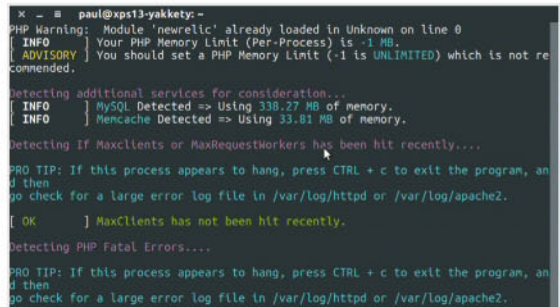 paul@xps13-yakkety: ~
PHP Warning:  Module 'newrelic' already loaded in Unknown on line 0
[ INFO     ] Your PHP Memory Limit (Per-Process) is -1 MB.
[ ADVISORY ] You should set a PHP Memory Limit (-1 is UNLIMITED) which is not re
commended.
Detecting additional services for consideration...
[ INFO     ] MySQL Detected => Using 338.27 MB of memory.
[ INFO     ] Memcache Detected => Using 33.81 MB of memory.
Detecting If Maxclients or MaxRequestWorkers has been hit recently....
PRO TIP: If this process appears to hang, press CTRL + c to exit the program, an
d then
go check for a large error log file in /var/log/httpd or /var/log/apache2.
[ OK       ] MaxClients has not been hit recently.
Detecting PHP Fatal Errors....
PRO TIP: If this process appears to hang, press CTRL + c to exit the program, an
d then
go check for a large error log file in /var/log/httpd or /var/log/apache2.